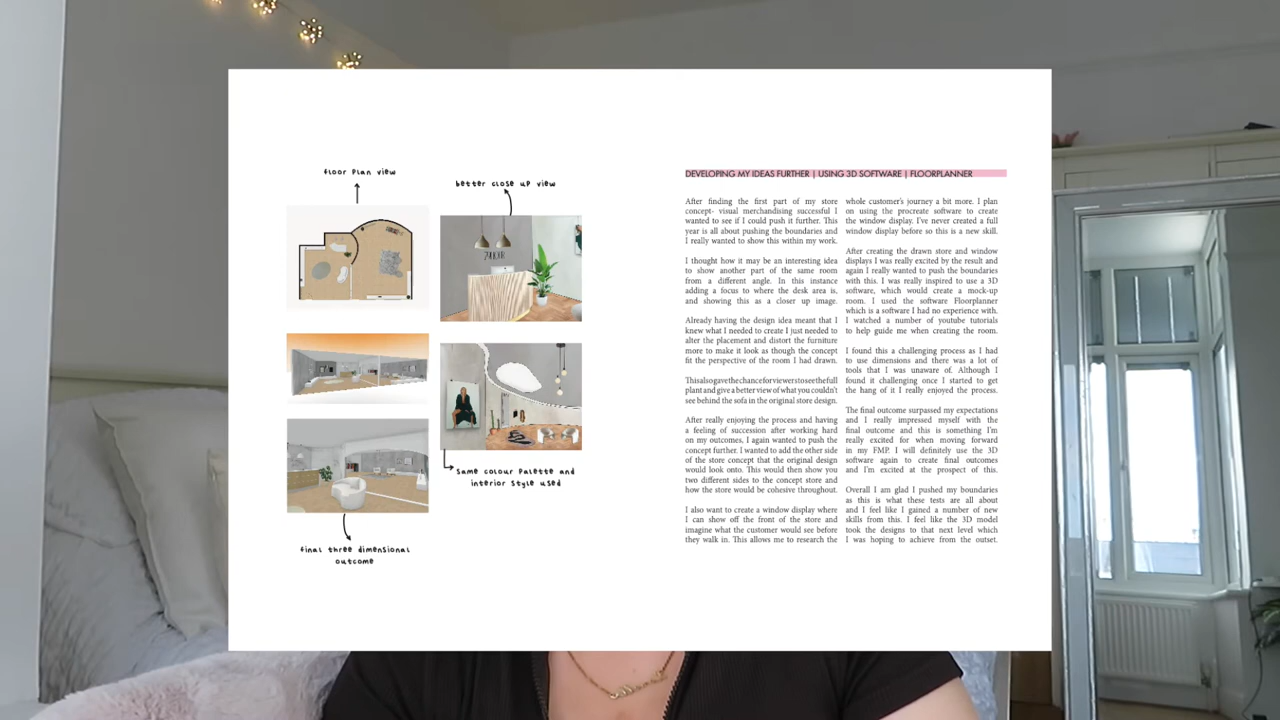 floor plan view
better close up view
24HR
same colour palette and
interior style used
final three dimensional
outcome
DEVELOPING MY IDEAS FURTHER | USING 3D SOFTWARE | FLOORPLANNER
After finding the first part of my store
concept- visual merchandising successful I
wanted to see if I could push it further. This
year is all about pushing the boundaries and
I really wanted to show this within my work.
I thought how it may be an interesting idea
to show another part of the same room
from a different angle. In this instance
adding a focus to where the desk area is,
and showing this as a closer up image.
Already having the design idea meant that I
knew what I needed to create I just needed to
alter the placement and distort the furniture
more to make it look as though the concept
fit the perspective of the room I had drawn.
This also gave the chance for viewers to see the full
plant and give a better view of what you couldn't
see behind the sofa in the original store design.
After really enjoying the process and having
a feeling of succession after working hard
on my outcomes, I again wanted to push the
concept further. I wanted to add the other side
of the store concept that the original design
would look onto. This would then show you
two different sides to the concept store and
how the store would be cohesive throughout.
I also want to create a window display where
I can show off the front of the store and
imagine what the customer would see before
they walk in. This allows me to research the
whole customer's journey a bit more. I plan
on using the procreate software to create
the window display. I've never created a full
window display before so this is a new skill.
After creating the drawn store and window
displays I was really excited by the result and
again I really wanted to push the boundaries
with this. I was really inspired to use a 3D
software, which would create a mock-up
room. I used the software Floorplanner
which is a software I had no experience with.
I watched a number of youtube tutorials
to help guide me when creating the room.
I found this a challenging process as I had
to use dimensions and there was a lot of
tools that I was unaware of. Although I
found it challenging once I started to get
the hang of it I really enjoyed the process.
The final outcome surpassed my expectations
and I really impressed myself with the
final outcome and this is something I'm
really excited for when moving forward
in my FMP. I will definitely use the 3D
software again to create final outcomes
and I'm excited at the prospect of this.
Overall I am glad I pushed my boundaries
as this is what these tests are all about
and I feel like I gained a number of new
skills from this. I feel like the 3D model
took the designs to that next level which
I was hoping to achieve from the outset.